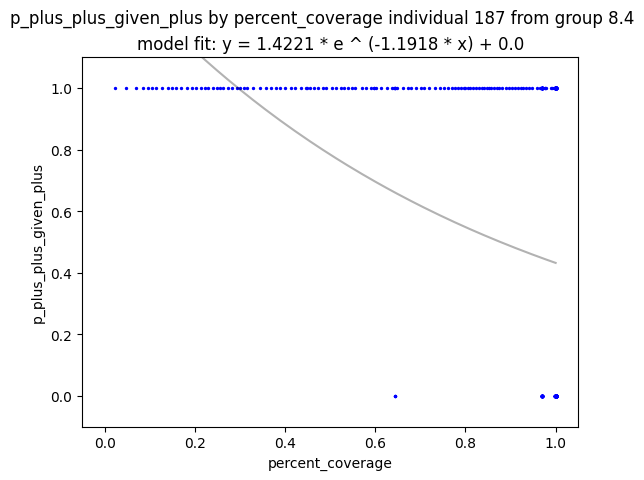 p_plus_plus_given_plus by percent_coverage individual 187 from group 8.4
model fit: y = 1.4221 * e ^ (-1.1918 * x) + 0.0
1.0
0.8
0.6
0.4
0.2
0.0
p_plus_plus_given_plus
0.0 0.2 0.4 0.6 0.8 1.0
percent_coverage